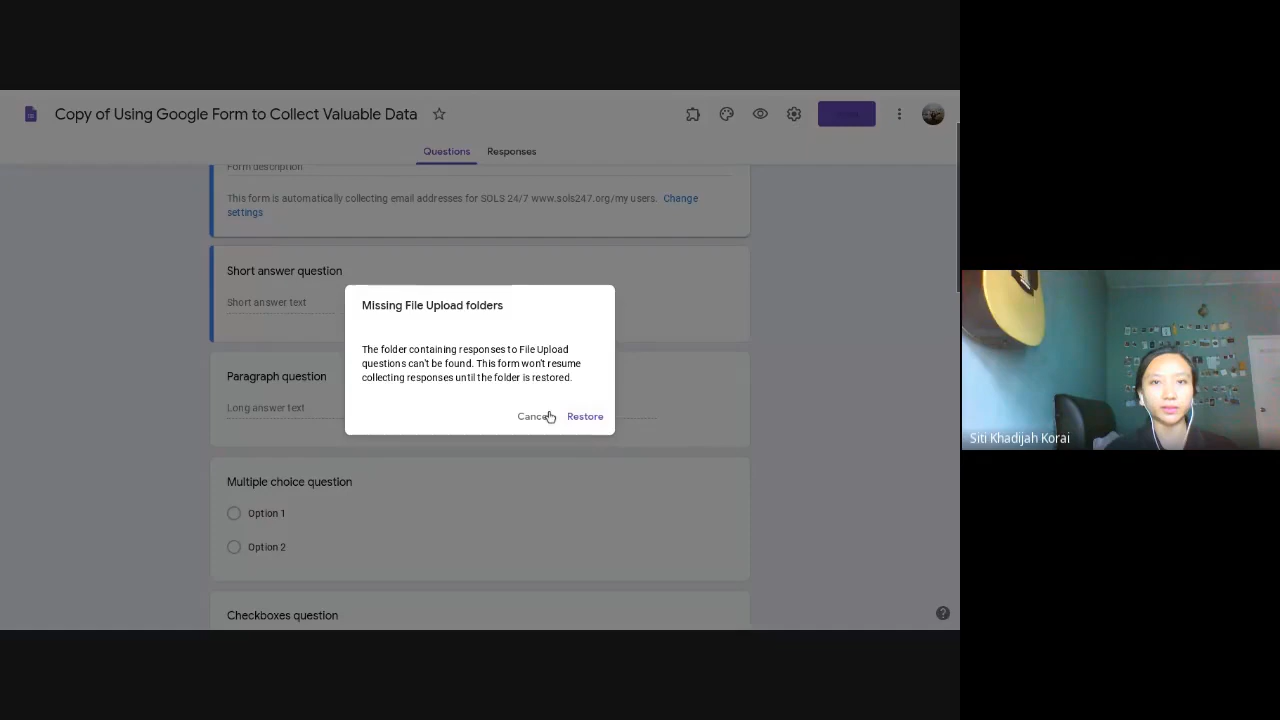 Copy of Using Google Form to Collect Valuable Data
Questions
Responses
Form description
This form is automatically collecting email addresses for SOLS 24/7 www.sols247.org/my users. Change
settings
Short answer question
Short answer text
Missing File Upload folders
The folder containing responses to File Upload
questions can't be found. This form won't resume
collecting responses until the folder is restored.
Cancel
Restore
Paragraph question
Long answer text
Multiple choice question
Option 1
Option 2
Checkboxes question
Siti Khadijah Korai